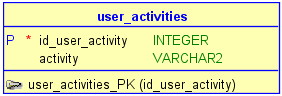 user_activities
P * id_user_activity INTEGER
activity VARCHAR2
user_activities_PK (id_user_activity)